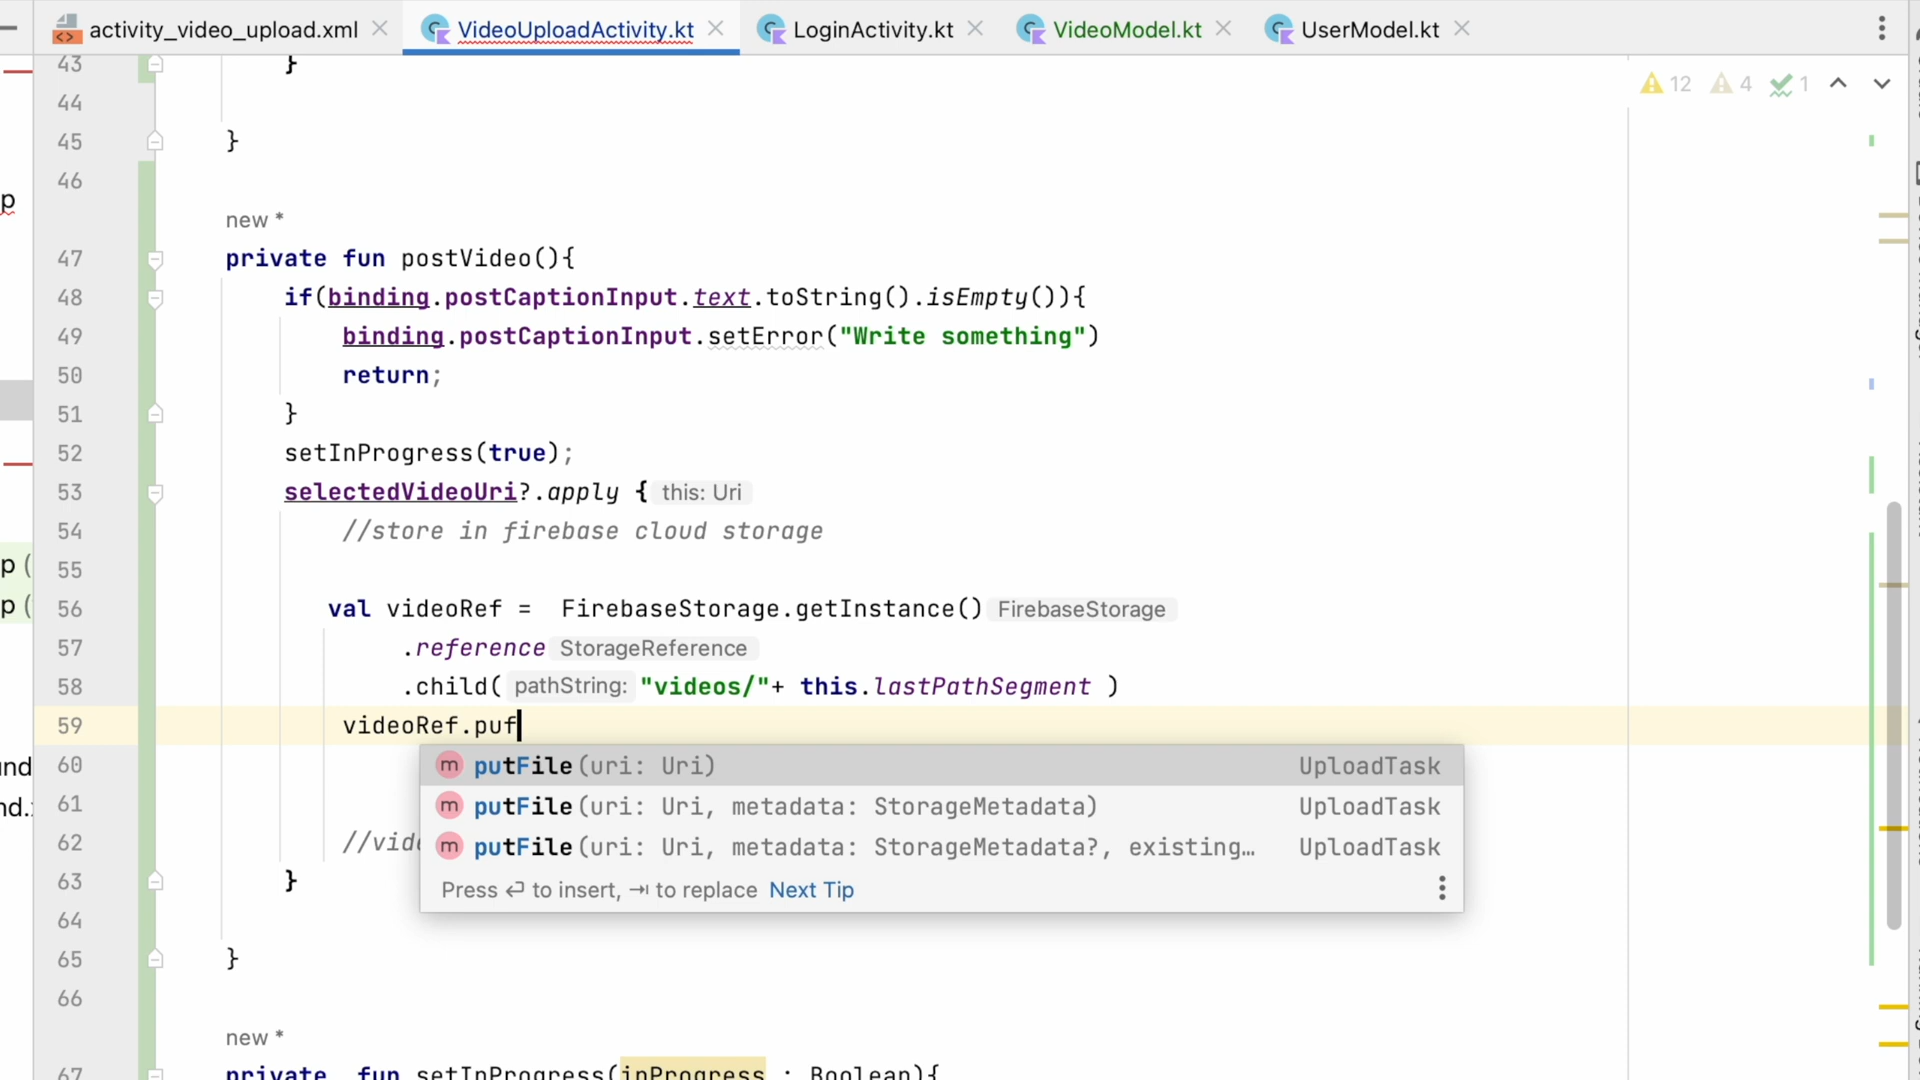 activity_video_upload.xml VideoUploadActivity.kt LoginActivity.kt VideoModel.kt UserModel.kt
43 }
12 4 1
44
45 }
46
new *
47 private fun postVideo(){
48 if(binding.postCaptionInput.text.toString().isEmpty()){
49 binding.postCaptionInput.setError("Write something")
50 return;
51 }
52 setInProgress(true);
53 selectedVideoUri?.apply { this: Uri
54 //store in firebase cloud storage
55
56 val videoRef = FirebaseStorage.getInstance() FirebaseStorage
57 .reference StorageReference
58 .child( pathString: "videos/"+ this.lastPathSegment )
59 videoRef.puf
60
putFile(uri: Uri) UploadTask
61
putFile(uri: Uri, metadata: StorageMetadata) UploadTask
62 //vid
putFile(uri: Uri, metadata: StorageMetadata?, existing… UploadTask
63 }
Press ↵ to insert, ⇥ to replace Next Tip
64
65 }
66
new *
67 private fun setInProgress(inProgress : Boolean){